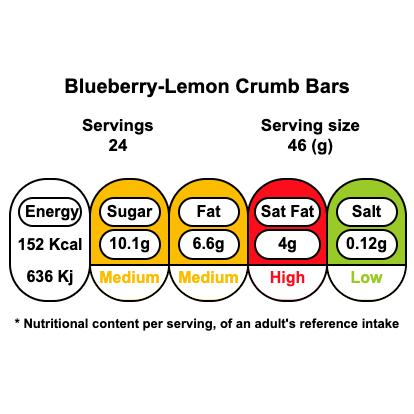 Blueberry-Lemon Crumb Bars
Servings Serving size
24 46 (g)
Energy Sugar Fat Sat Fat Salt
152 Kcal 10.1g 6.6g 4g 0.12g
636 Kj Medium Medium High Low
* Nutritional content per serving, of an adult's reference intake